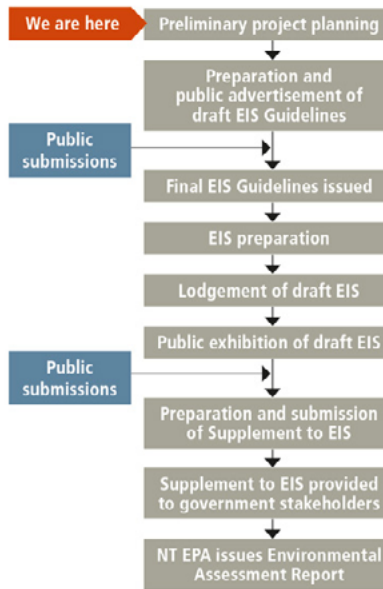 We are here
Preliminary project planning
Preparation and
public advertisement of
draft EIS Guidelines
Public
submissions
Final EIS Guidelines issued
EIS preparation
Lodgement of draft EIS
Public exhibition of draft EIS
Public
submissions
Preparation and submission
of Supplement to EIS
Supplement to EIS provided
to government stakeholders
NT EPA issues Environmental
Assessment Report